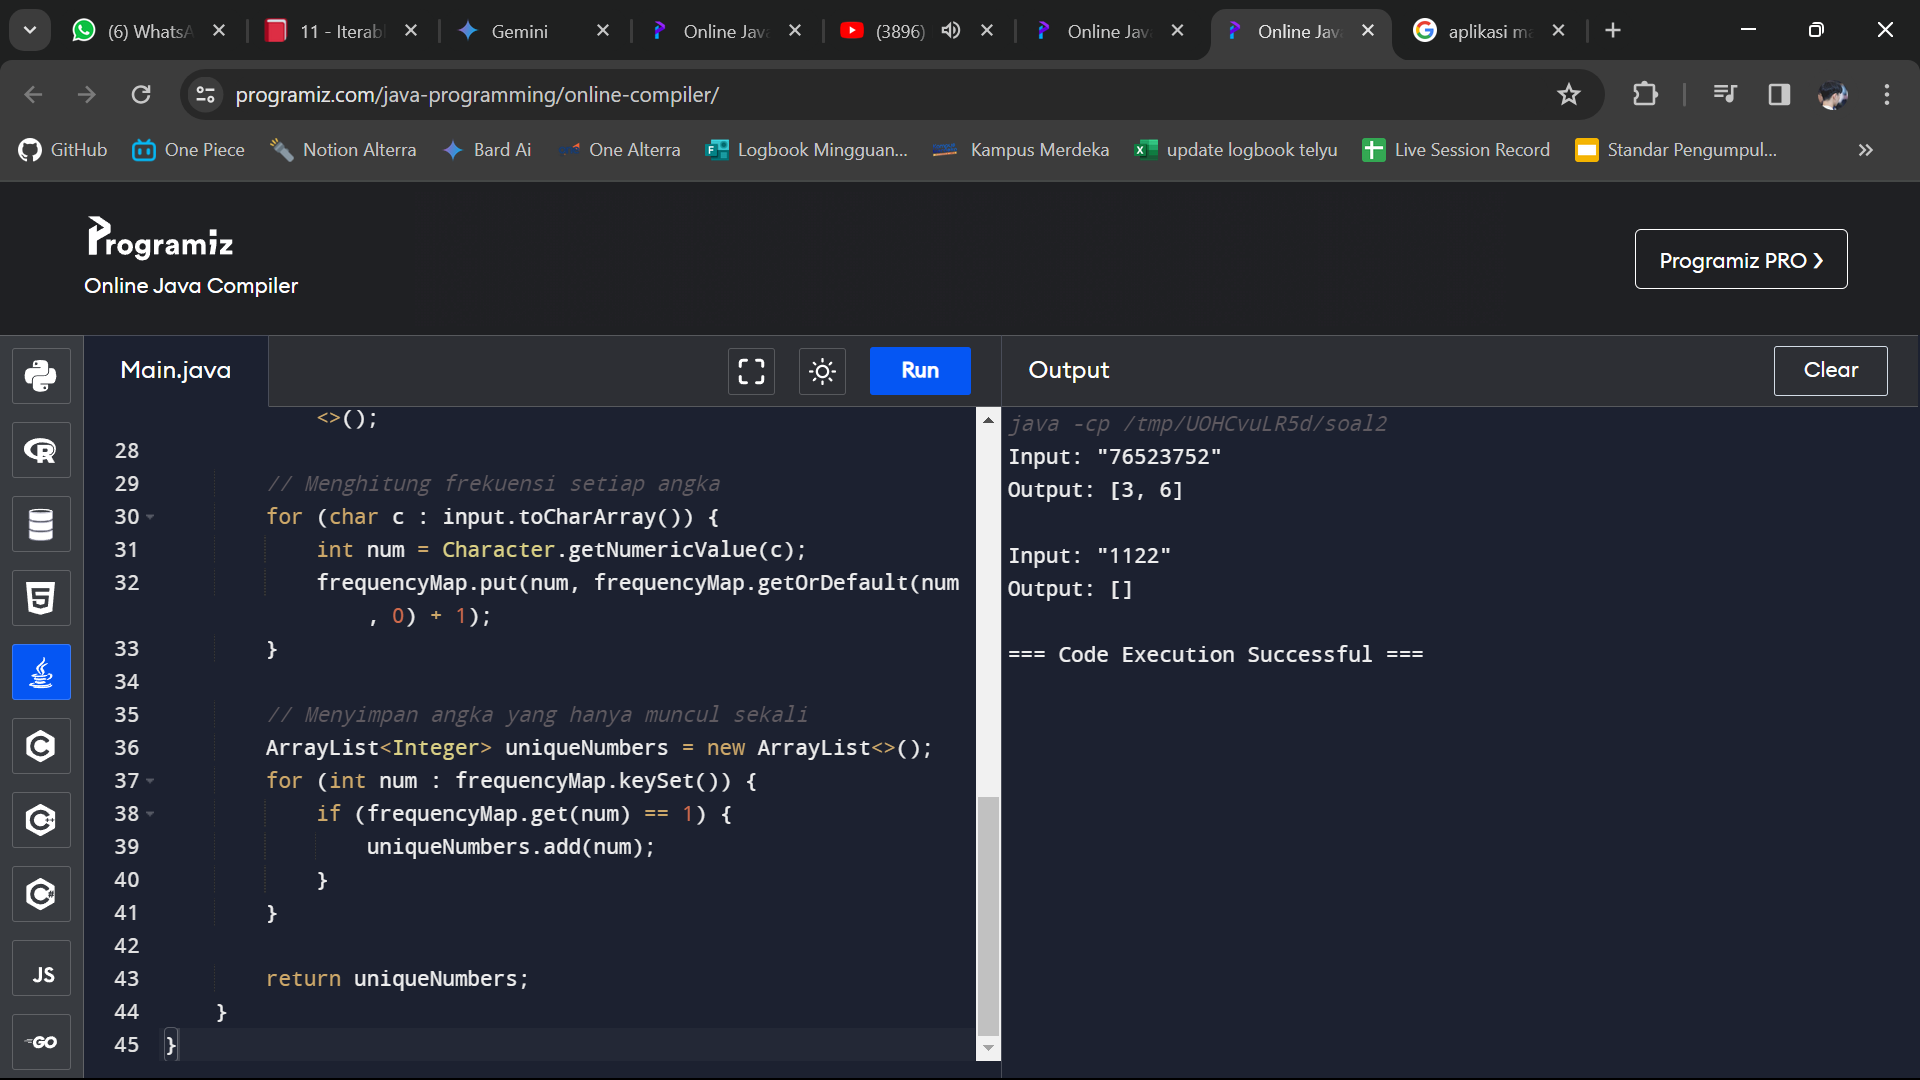 (6) WhatsA
11 - Iterabl
Gemini
Online Jav
(3896)
Online Jav
Online Jav
aplikasi m
programiz.com/java-programming/online-compiler/
GitHub
One Piece
Notion Alterra
Bard Ai
One Alterra
Logbook Mingguan...
Kampus Merdeka
update logbook telyu
Live Session Record
Standar Pengumpul...
Programiz
Online Java Compiler
Programiz PRO
Main.java
Run
Output
Clear
<>();
28
29 // Menghitung frekuensi setiap angka
30 for (char c : input.toCharArray()) {
31 int num = Character.getNumericValue(c);
32 frequencyMap.put(num, frequencyMap.getOrDefault(num
, 0) + 1);
33 }
34
35 // Menyimpan angka yang hanya muncul sekali
36 ArrayList<Integer> uniqueNumbers = new ArrayList<>();
37 for (int num : frequencyMap.keySet()) {
38 if (frequencyMap.get(num) == 1) {
39 uniqueNumbers.add(num);
40 }
41 }
42
43 return uniqueNumbers;
44 }
45 }
java -cp /tmp/UOHCvuLR5d/soal2
Input: "76523752"
Output: [3, 6]
Input: "1122"
Output: []
=== Code Execution Successful ===
R
5
C
C++
C#
JS
GO